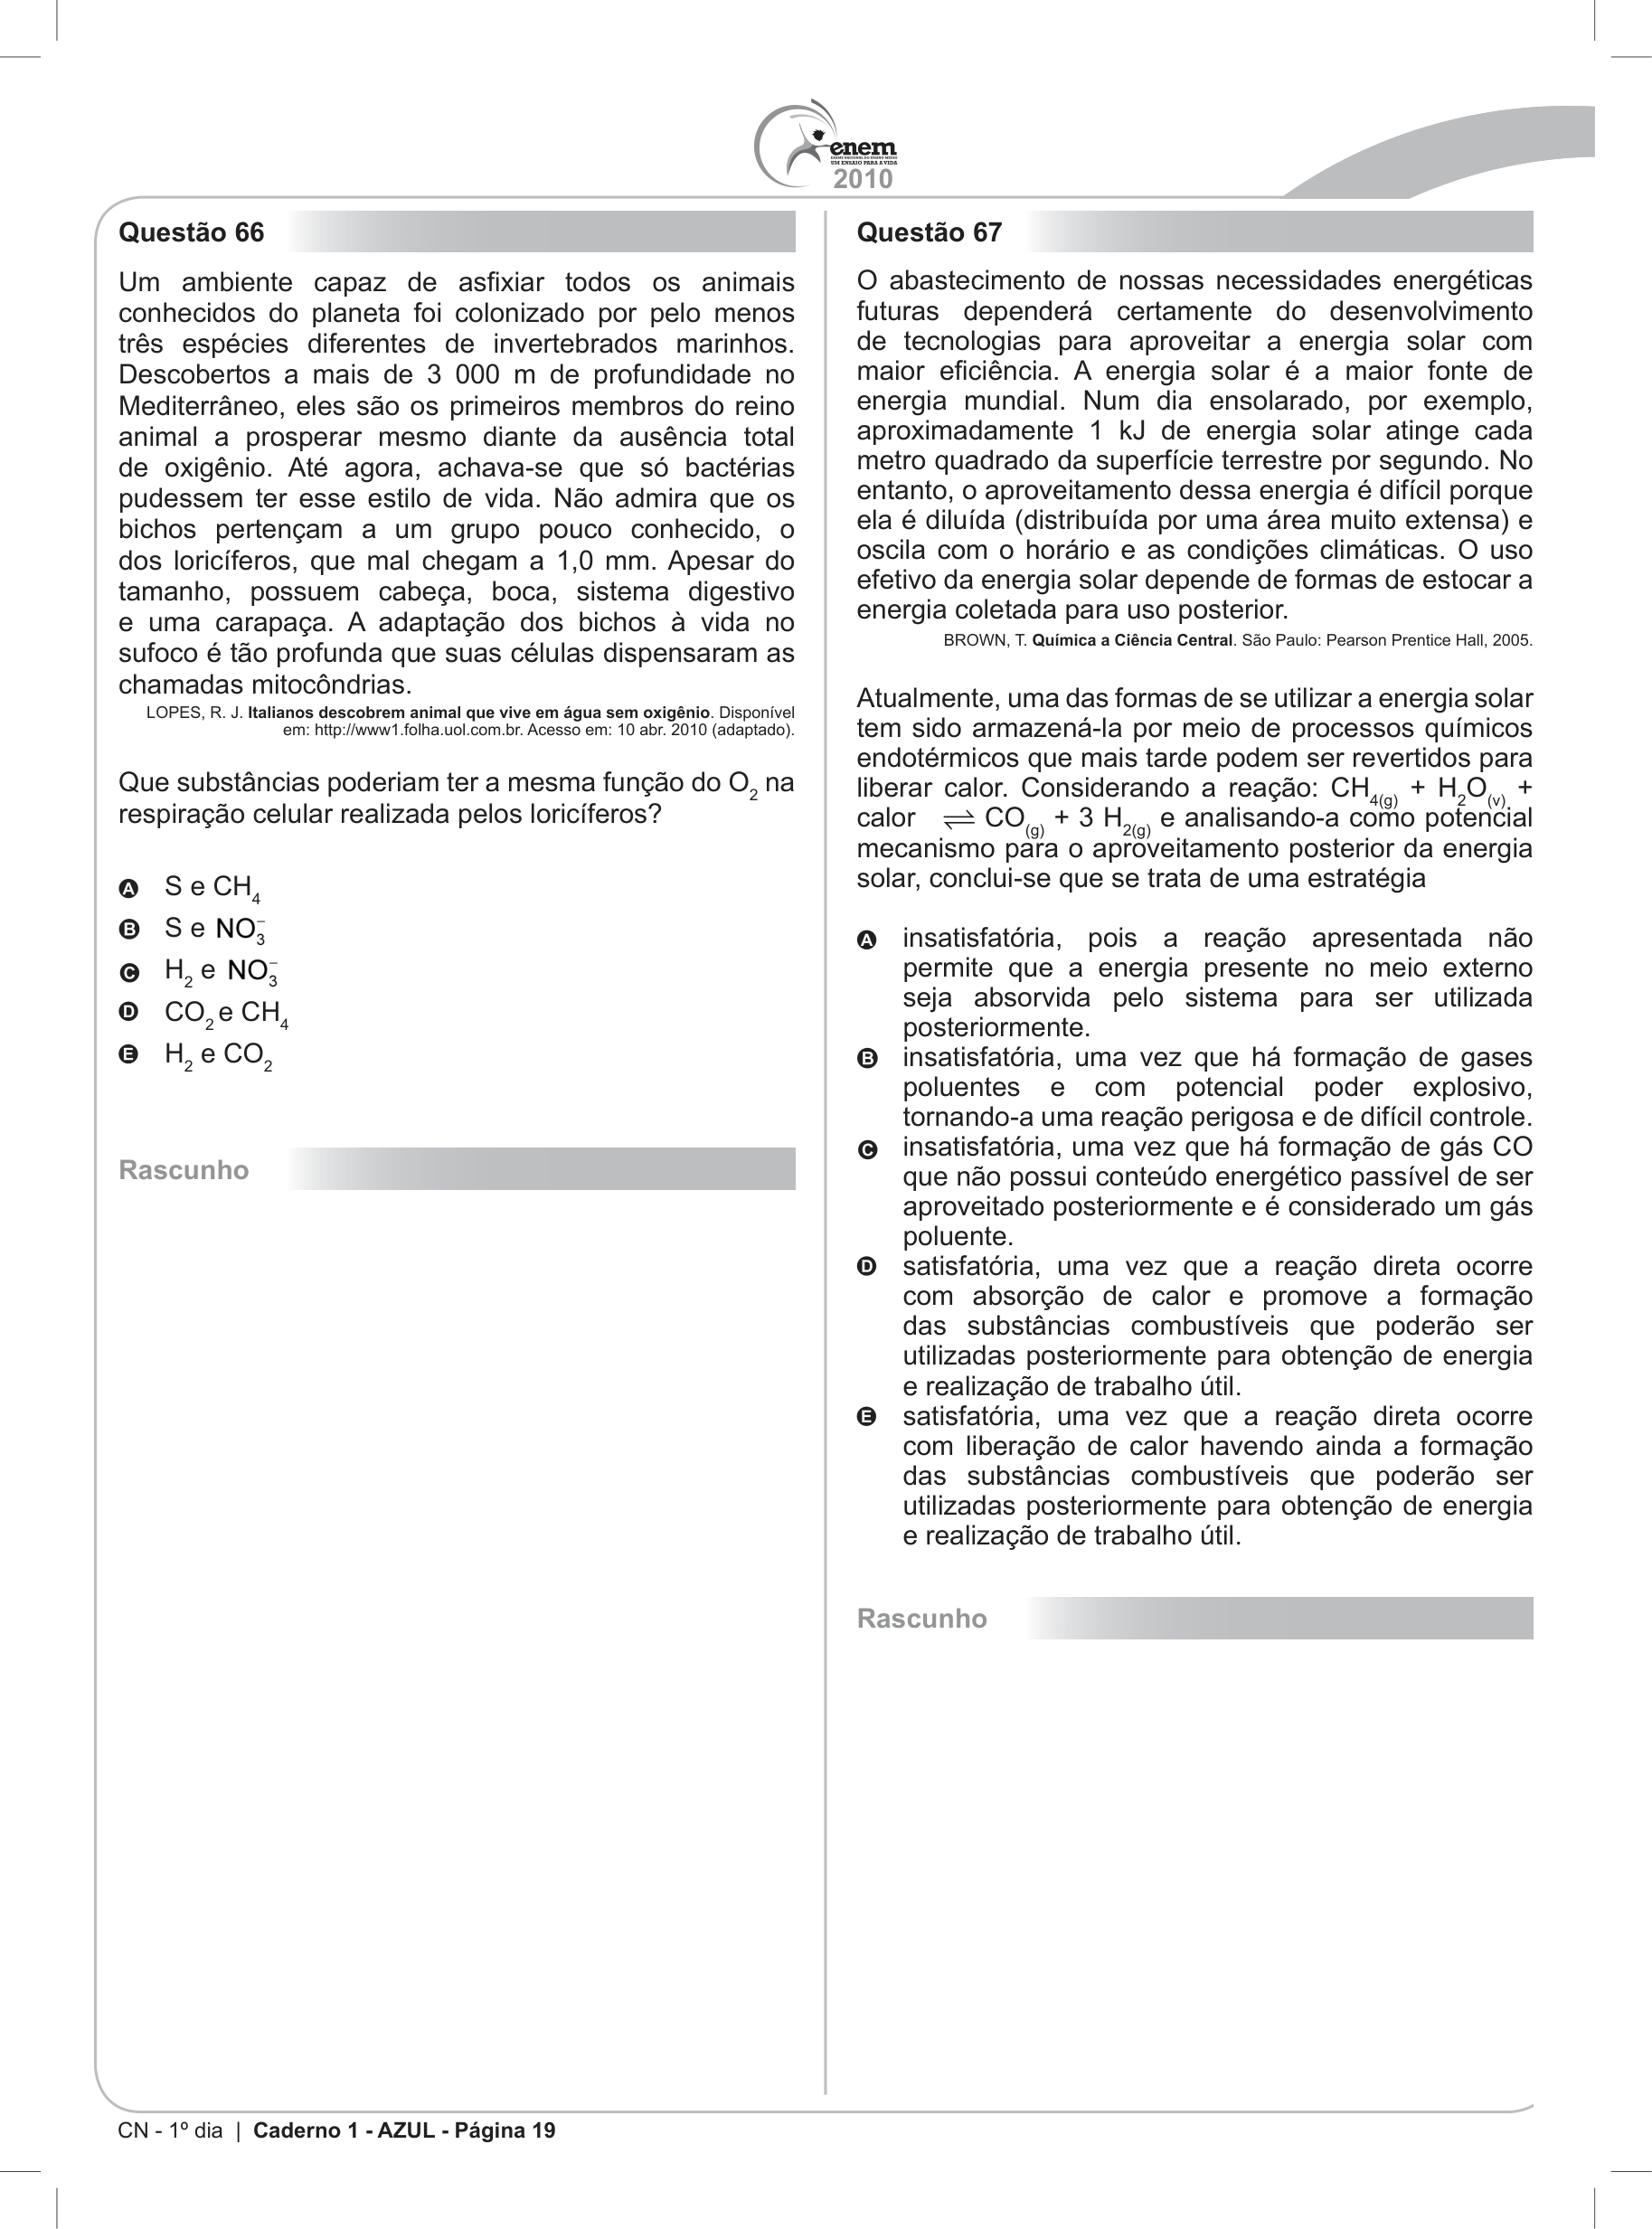 enem
EXAME NACIONAL DO ENSINO MÉDIO
UM ENSAIO PARA A VIDA
2010
Questão 66
Um ambiente capaz de asfixiar todos os animais
conhecidos do planeta foi colonizado por pelo menos
três espécies diferentes de invertebrados marinhos.
Descobertos a mais de 3 000 m de profundidade no
Mediterrâneo, eles são os primeiros membros do reino
animal a prosperar mesmo diante da ausência total
de oxigênio. Até agora, achava-se que só bactérias
pudessem ter esse estilo de vida. Não admira que os
bichos pertençam a um grupo pouco conhecido, o
dos loricíferos, que mal chegam a 1,0 mm. Apesar do
tamanho, possuem cabeça, boca, sistema digestivo
e uma carapaça. A adaptação dos bichos à vida no
sufoco é tão profunda que suas células dispensaram as
chamadas mitocôndrias.
LOPES, R. J. Italianos descobrem animal que vive em água sem oxigênio. Disponível
em: http://www1.folha.uol.com.br. Acesso em: 10 abr. 2010 (adaptado).
Que substâncias poderiam ter a mesma função do O₂ na
respiração celular realizada pelos loricíferos?
A S e CH₄
B S e NO₃⁻
C H₂ e NO₃⁻
D CO₂ e CH₄
E H₂ e CO₂
Rascunho
Questão 67
O abastecimento de nossas necessidades energéticas
futuras dependerá certamente do desenvolvimento
de tecnologias para aproveitar a energia solar com
maior eficiência. A energia solar é a maior fonte de
energia mundial. Num dia ensolarado, por exemplo,
aproximadamente 1 kJ de energia solar atinge cada
metro quadrado da superfície terrestre por segundo. No
entanto, o aproveitamento dessa energia é difícil porque
ela é diluída (distribuída por uma área muito extensa) e
oscila com o horário e as condições climáticas. O uso
efetivo da energia solar depende de formas de estocar a
energia coletada para uso posterior.
BROWN, T. Química a Ciência Central. São Paulo: Pearson Prentice Hall, 2005.
Atualmente, uma das formas de se utilizar a energia solar
tem sido armazená-la por meio de processos químicos
endotérmicos que mais tarde podem ser revertidos para
liberar calor. Considerando a reação: CH₄(g) + H₂O(v) +
calor ⇌ CO(g) + 3 H₂(g) e analisando-a como potencial
mecanismo para o aproveitamento posterior da energia
solar, conclui-se que se trata de uma estratégia
A insatisfatória, pois a reação apresentada não
permite que a energia presente no meio externo
seja absorvida pelo sistema para ser utilizada
posteriormente.
B insatisfatória, uma vez que há formação de gases
poluentes e com potencial poder explosivo,
tornando-a uma reação perigosa e de difícil controle.
C insatisfatória, uma vez que há formação de gás CO
que não possui conteúdo energético passível de ser
aproveitado posteriormente e é considerado um gás
poluente.
D satisfatória, uma vez que a reação direta ocorre
com absorção de calor e promove a formação
das substâncias combustíveis que poderão ser
utilizadas posteriormente para obtenção de energia
e realização de trabalho útil.
E satisfatória, uma vez que a reação direta ocorre
com liberação de calor havendo ainda a formação
das substâncias combustíveis que poderão ser
utilizadas posteriormente para obtenção de energia
e realização de trabalho útil.
Rascunho
CN - 1º dia | Caderno 1 - AZUL - Página 19